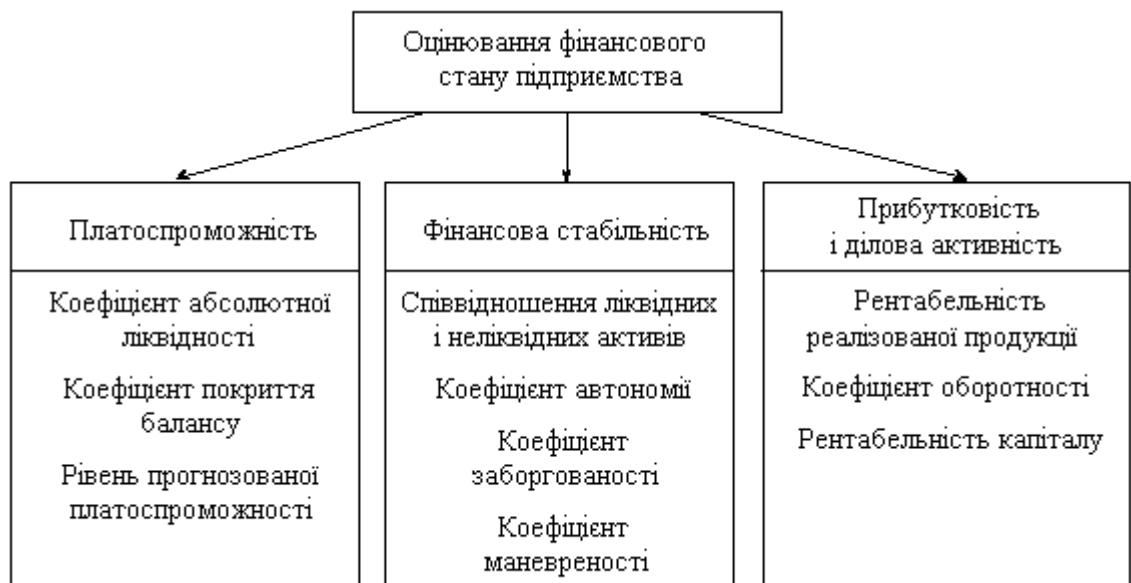 Оцінювання фінансового
стану підприємства
Платоспроможність
Коефіцієнт абсолютної
ліквідності
Коефіцієнт покриття
балансу
Рівень прогнозованої
платоспроможності
Фінансова стабільність
Співвідношення ліквідних
і неліквідних активів
Коефіцієнт автономії
Коефіцієнт
заборгованості
Коефіцієнт
маневреності
Прибутковість
і ділова активність
Рентабельність
реалізованої продукції
Коефіцієнт оборотності
Рентабельність капіталу